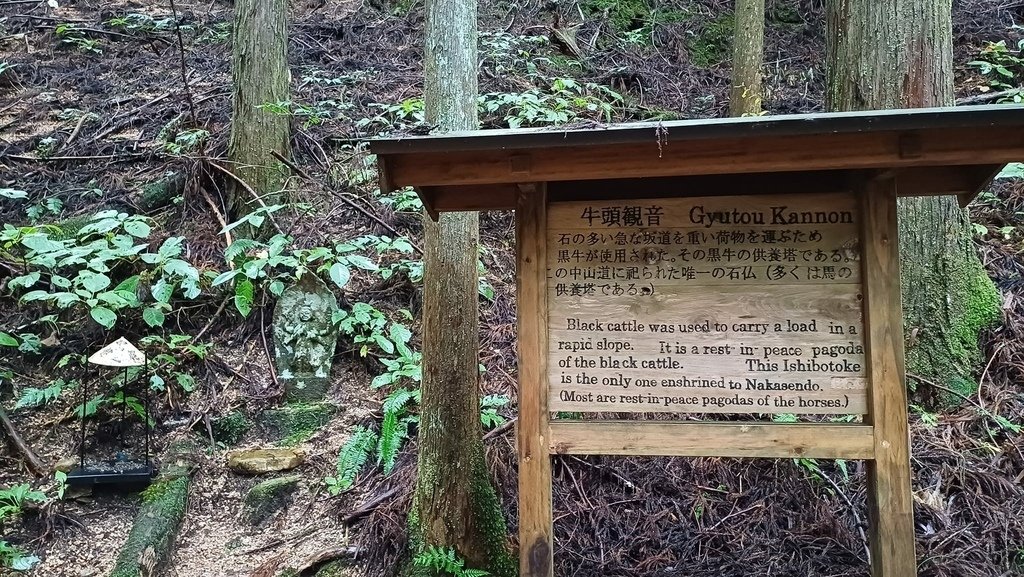 牛頭観音 Gyutou Kannon
石の多い急な坂道を重い荷物を運ぶため
黒牛が使用された。その黒牛の供養塔である。
この中山道に祀られた唯一の石仏（多くは馬の
供養塔である。）
Black cattle was used to carry a load in a
rapid slope. It is a rest-in-peace pagoda
of the black cattle. This Ishibotoke
is the only one enshrined to Nakasendo.
(Most are rest-in-peace pagodas of the horses.)